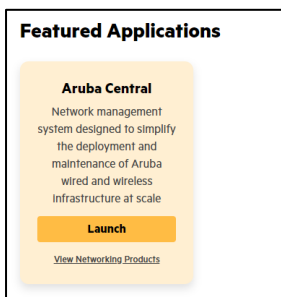 Featured Applications
Aruba Central
Network management
system designed to simplify
the deployment and
maintenance of Aruba
wired and wireless
infrastructure at scale
Launch
View Networking Products